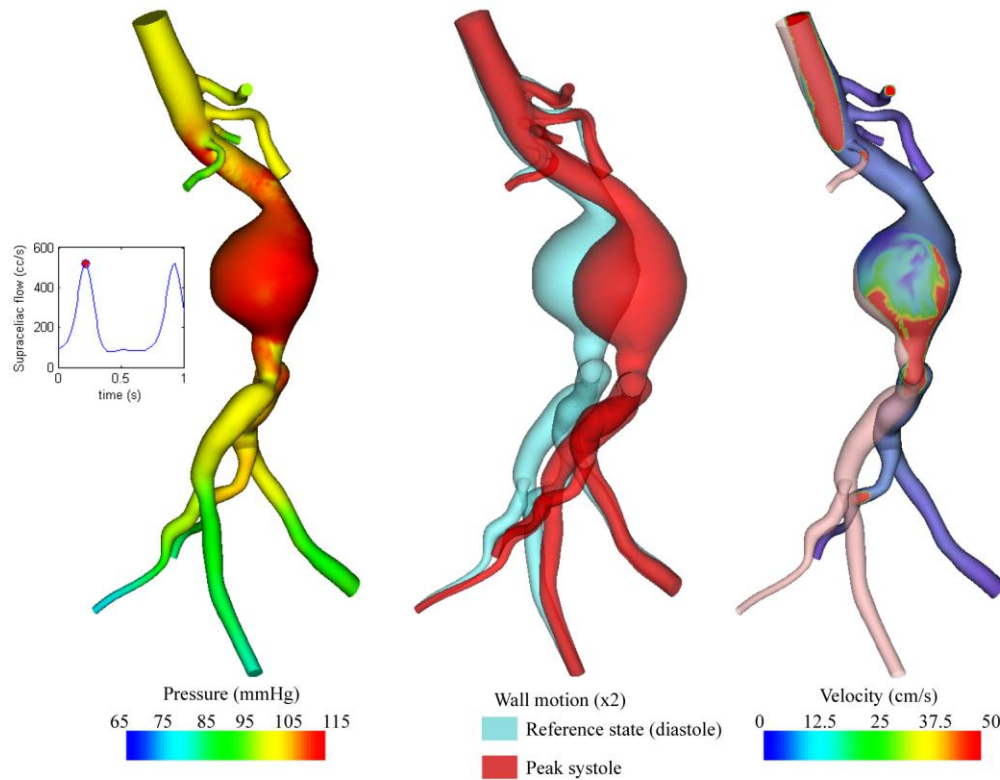 600
400
200
0
Supraceliac flow (cc/s)
0 0.5 1
time (s)
Pressure (mmHg)
65 75 85 95 105 115
Wall motion (x2)
Reference state (diastole)
Peak systole
Velocity (cm/s)
0 12.5 25 37.5 50